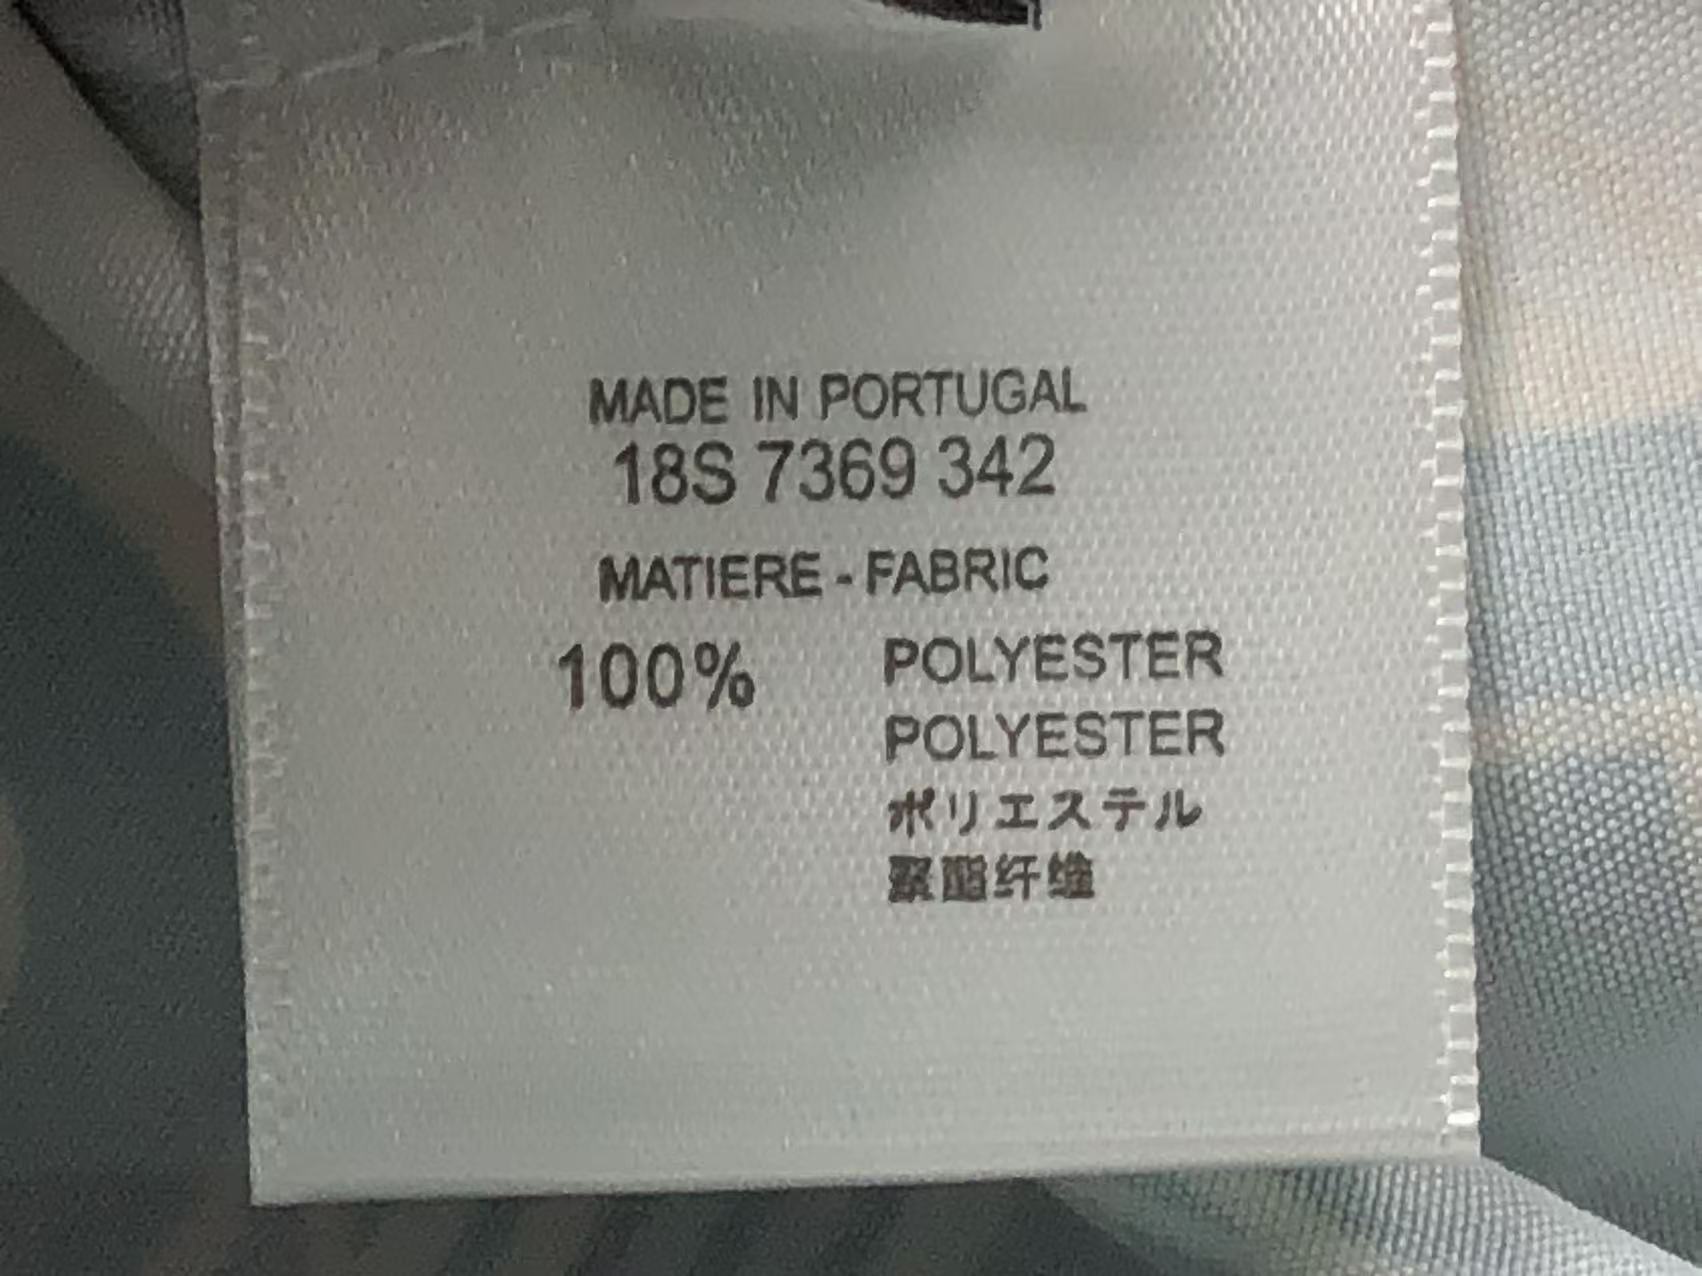 MADE IN PORTUGAL
18S 7369 342
MATIERE - FABRIC
100% POLYESTER
POLYESTER
ポリエステル
聚酯纤维